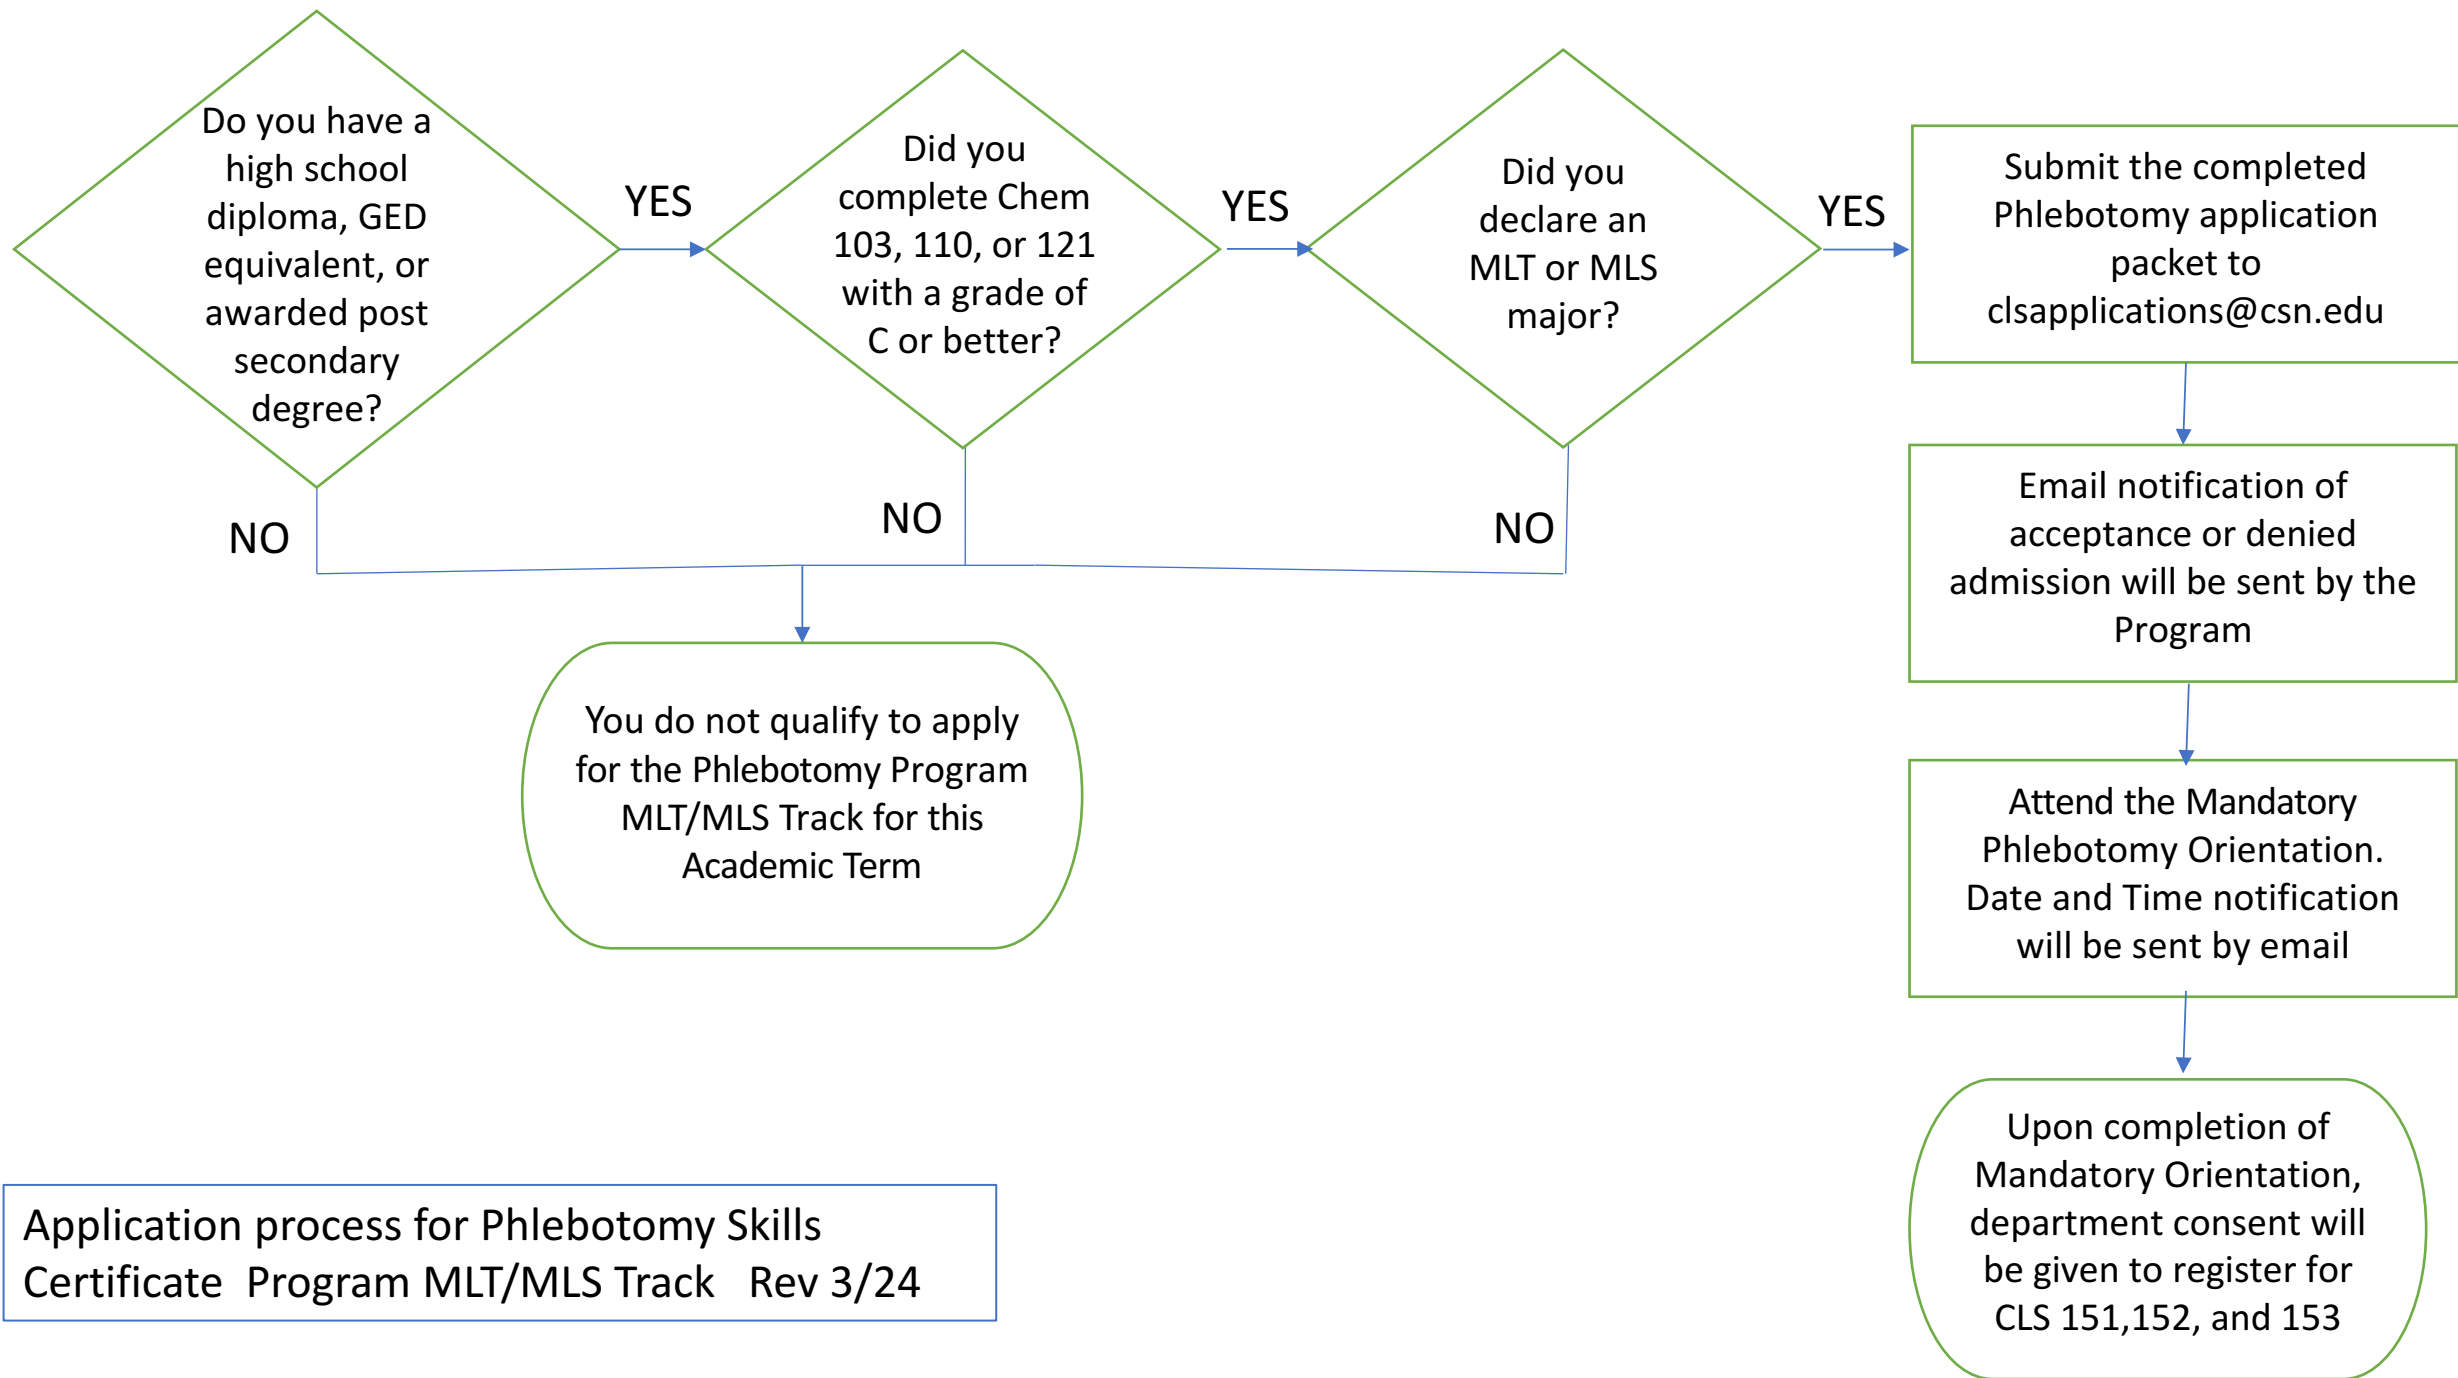 Do you have a
high school
diploma, GED
equivalent, or
awarded post
secondary
degree?
YES
NO
Did you
complete Chem
103, 110, or 121
with a grade of
C or better?
YES
NO
Did you
declare an
MLT or MLS
major?
YES
NO
Submit the completed
Phlebotomy application
packet to
clsapplications@csn.edu
Email notification of
acceptance or denied
admission will be sent by the
Program
Attend the Mandatory
Phlebotomy Orientation.
Date and Time notification
will be sent by email
Upon completion of
Mandatory Orientation,
department consent will
be given to register for
CLS 151,152, and 153
You do not qualify to apply
for the Phlebotomy Program
MLT/MLS Track for this
Academic Term
Application process for Phlebotomy Skills
Certificate  Program MLT/MLS Track   Rev 3/24